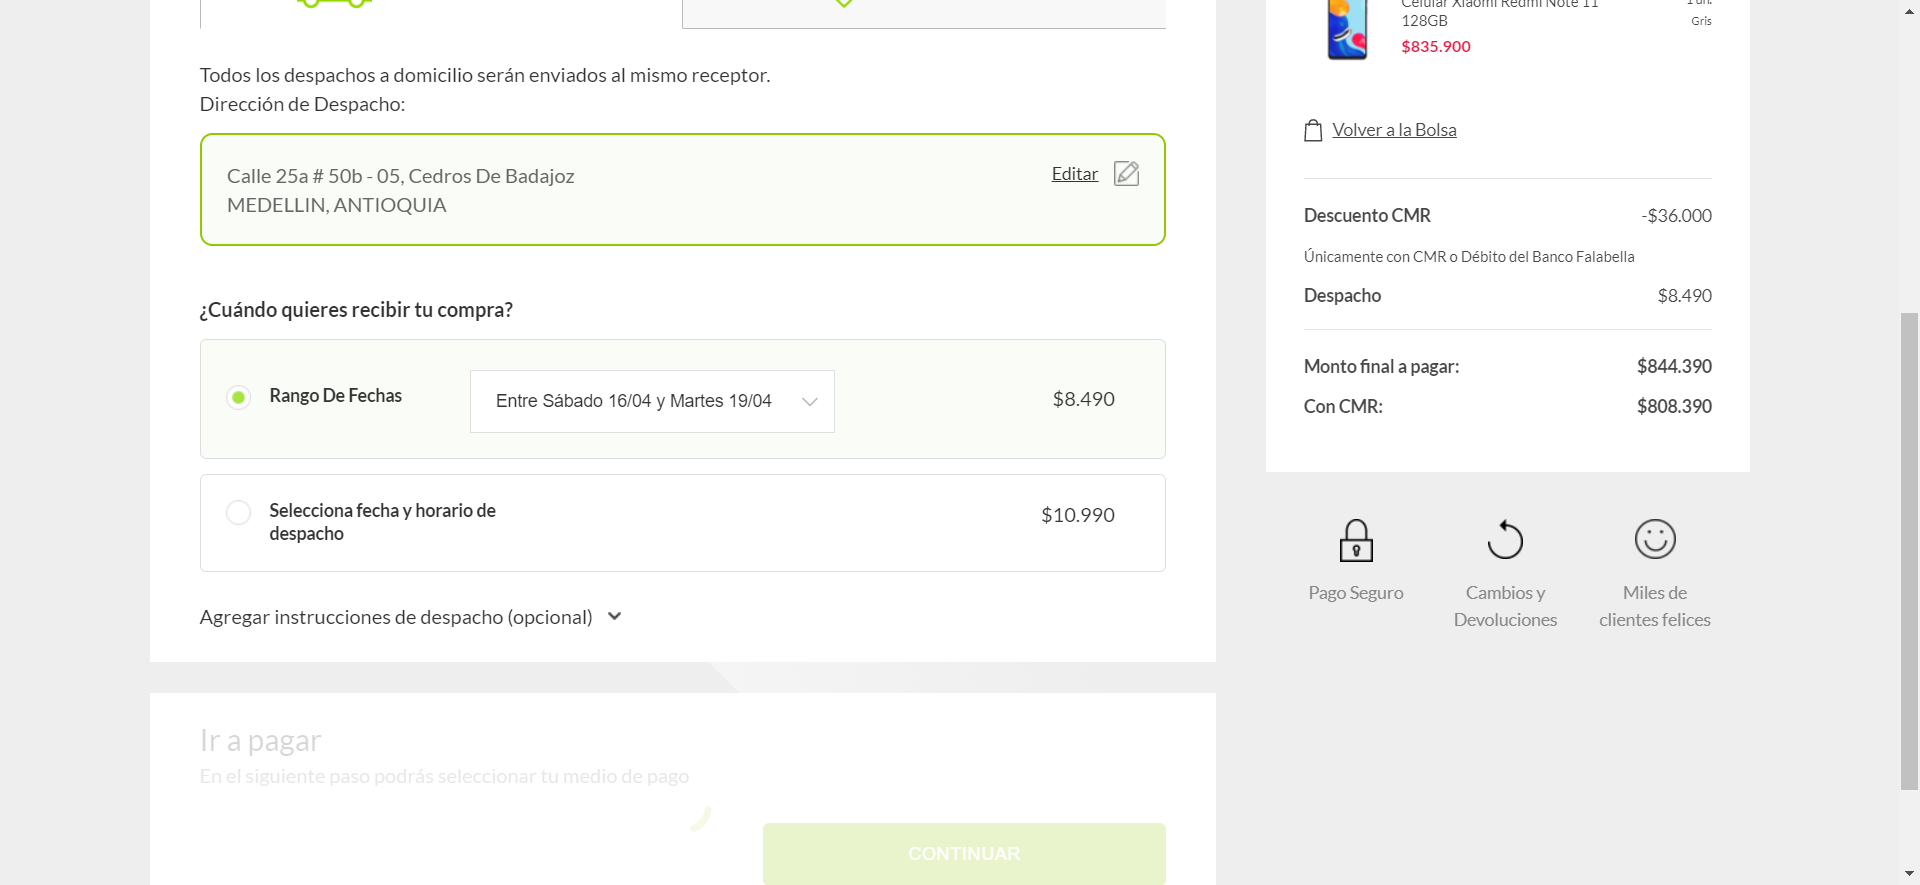 Todos los despachos a domicilio serán enviados al mismo receptor.
Dirección de Despacho:
Calle 25a # 50b - 05, Cedros De Badajoz
MEDELLIN, ANTIOQUIA
Editar
¿Cuándo quieres recibir tu compra?
Rango De Fechas
Entre Sábado 16/04 y Martes 19/04
$8.490
Selecciona fecha y horario de
despacho
$10.990
Agregar instrucciones de despacho (opcional)
Ir a pagar
En el siguiente paso podrás seleccionar tu medio de pago
CONTINUAR
Celular Xiaomi Redmi Note 11
128GB
$835.900
1 un.
Gris
Volver a la Bolsa
Descuento CMR -$36.000
Únicamente con CMR o Débito del Banco Falabella
Despacho $8.490
Monto final a pagar: $844.390
Con CMR: $808.390
Pago Seguro
Cambios y
Devoluciones
Miles de
clientes felices